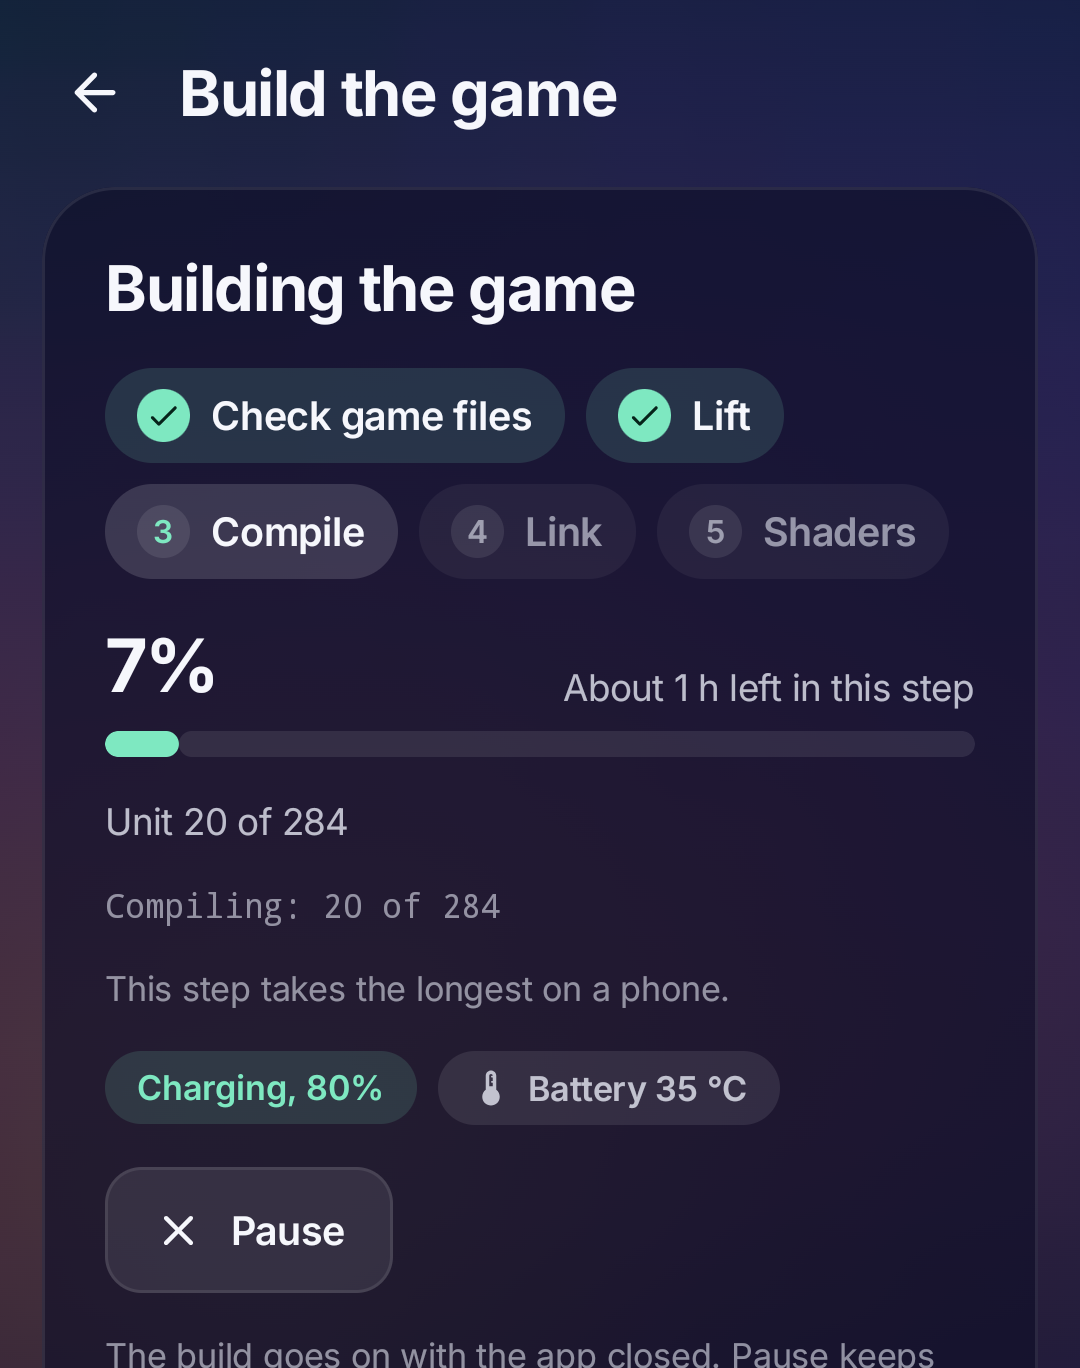 Build the game
Building the game
Check game files
Lift
3 Compile
4 Link
5 Shaders
7%
About 1 h left in this step
Unit 20 of 284
Compiling: 20 of 284
This step takes the longest on a phone.
Charging, 80%
Battery 35 °C
Pause
The build goes on with the app closed. Pause keeps